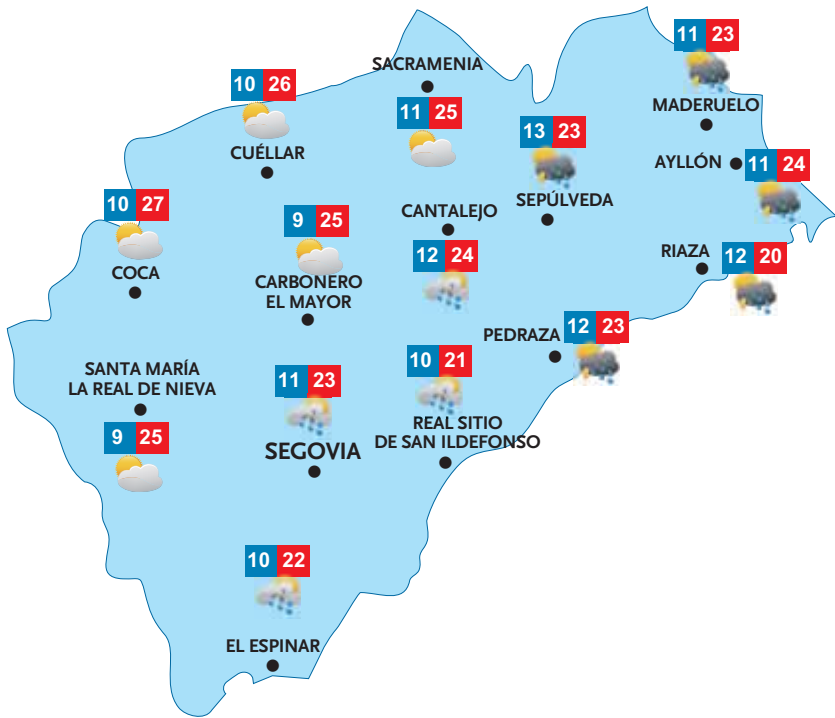 11 23
MADERUELO
SACRAMENIA
11 25
10 26
CUÉLLAR
13 23
SEPÚLVEDA
AYLLÓN
11 24
10 27
COCA
9 25
CARBONERO
EL MAYOR
CANTALEJO
12 24
RIAZA
12 20
PEDRAZA
12 23
SANTA MARÍA
LA REAL DE NIEVA
9 25
11 23
SEGOVIA
10 21
REAL SITIO
DE SAN ILDEFONSO
10 22
EL ESPINAR